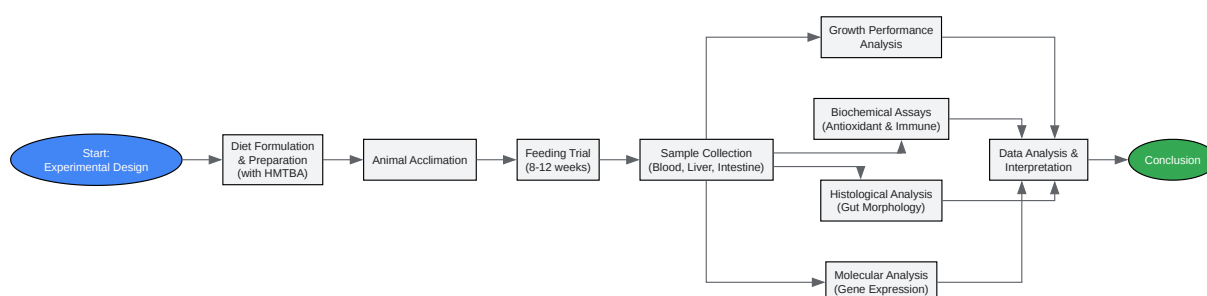 Start:
Experimental Design
Diet Formulation
& Preparation
(with HMTBA)
Animal Acclimation
Feeding Trial
(8-12 weeks)
Sample Collection
(Blood, Liver, Intestine)
Growth Performance
Analysis
Biochemical Assays
(Antioxidant & Immune)
Histological Analysis
(Gut Morphology)
Molecular Analysis
(Gene Expression)
Data Analysis &
Interpretation
Conclusion